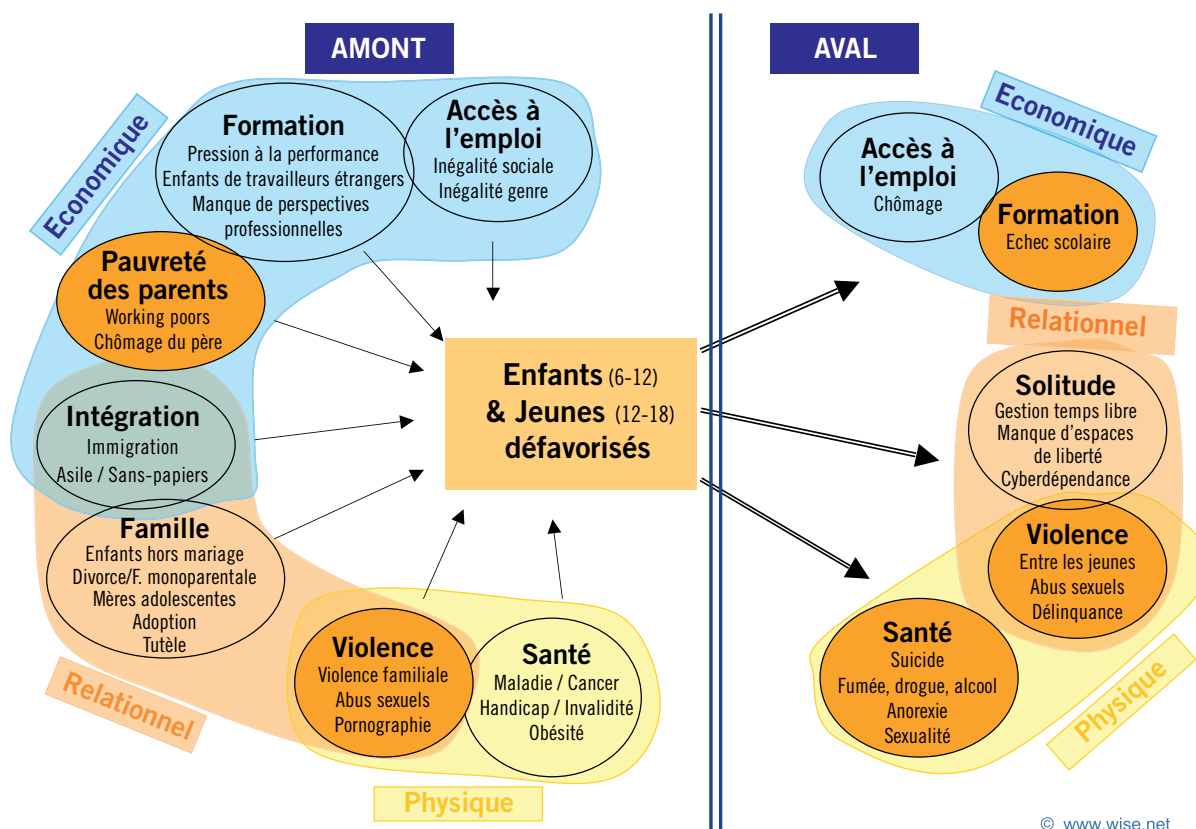 AMONT
AVAL
Economique
Formation
Pression à la performance
Enfants de travailleurs étrangers
Manque de perspectives
professionnelles
Accès à
l'emploi
Inégalité sociale
Inégalité genre
Pauvreté
des parents
Working poors
Chômage du père
Intégration
Immigration
Asile / Sans-papiers
Famille
Enfants hors mariage
Divorce/F. monoparentale
Mères adolescentes
Adoption
Tutèle
Relationnel
Violence
Violence familiale
Abus sexuels
Pornographie
Santé
Maladie / Cancer
Handicap / Invalidité
Obésité
Physique
Enfants (6-12)
& Jeunes (12-18)
défavorisés
Economique
Accès à
l'emploi
Chômage
Formation
Echec scolaire
Relationnel
Solitude
Gestion temps libre
Manque d'espaces
de liberté
Cyberdépendance
Violence
Entre les jeunes
Abus sexuels
Délinquance
Santé
Suicide
Fumée, drogue, alcool
Anorexie
Sexualité
Physique
© www.wise.net